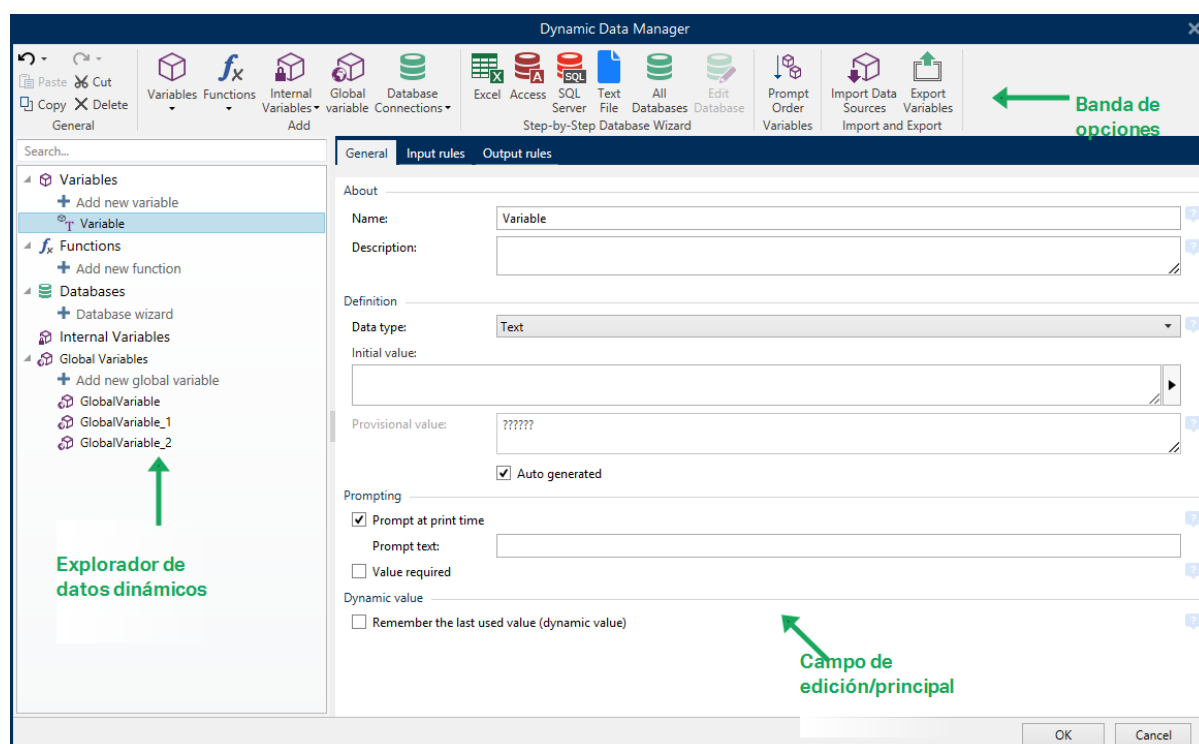 Dynamic Data Manager
Paste Cut
Copy Delete
General
Variables Functions Internal Variables Global variable Database Connections
Add
Excel Access SQL Server Text File All Databases Edit Database
Step-by-Step Database Wizard
Prompt Order
Variables
Import Data Sources Export Variables
Import and Export
Banda de
opciones
Search...
Variables
Add new variable
Variable
Functions
Add new function
Databases
Database wizard
Internal Variables
Global Variables
Add new global variable
GlobalVariable
GlobalVariable_1
GlobalVariable_2
Explorador de
datos dinámicos
General Input rules Output rules
About
Name: Variable
Description:
Definition
Data type: Text
Initial value:
Provisional value: ??????
Auto generated
Prompting
Prompt at print time
Prompt text:
Value required
Dynamic value
Remember the last used value (dynamic value)
Campo de
edición/principal
OK Cancel